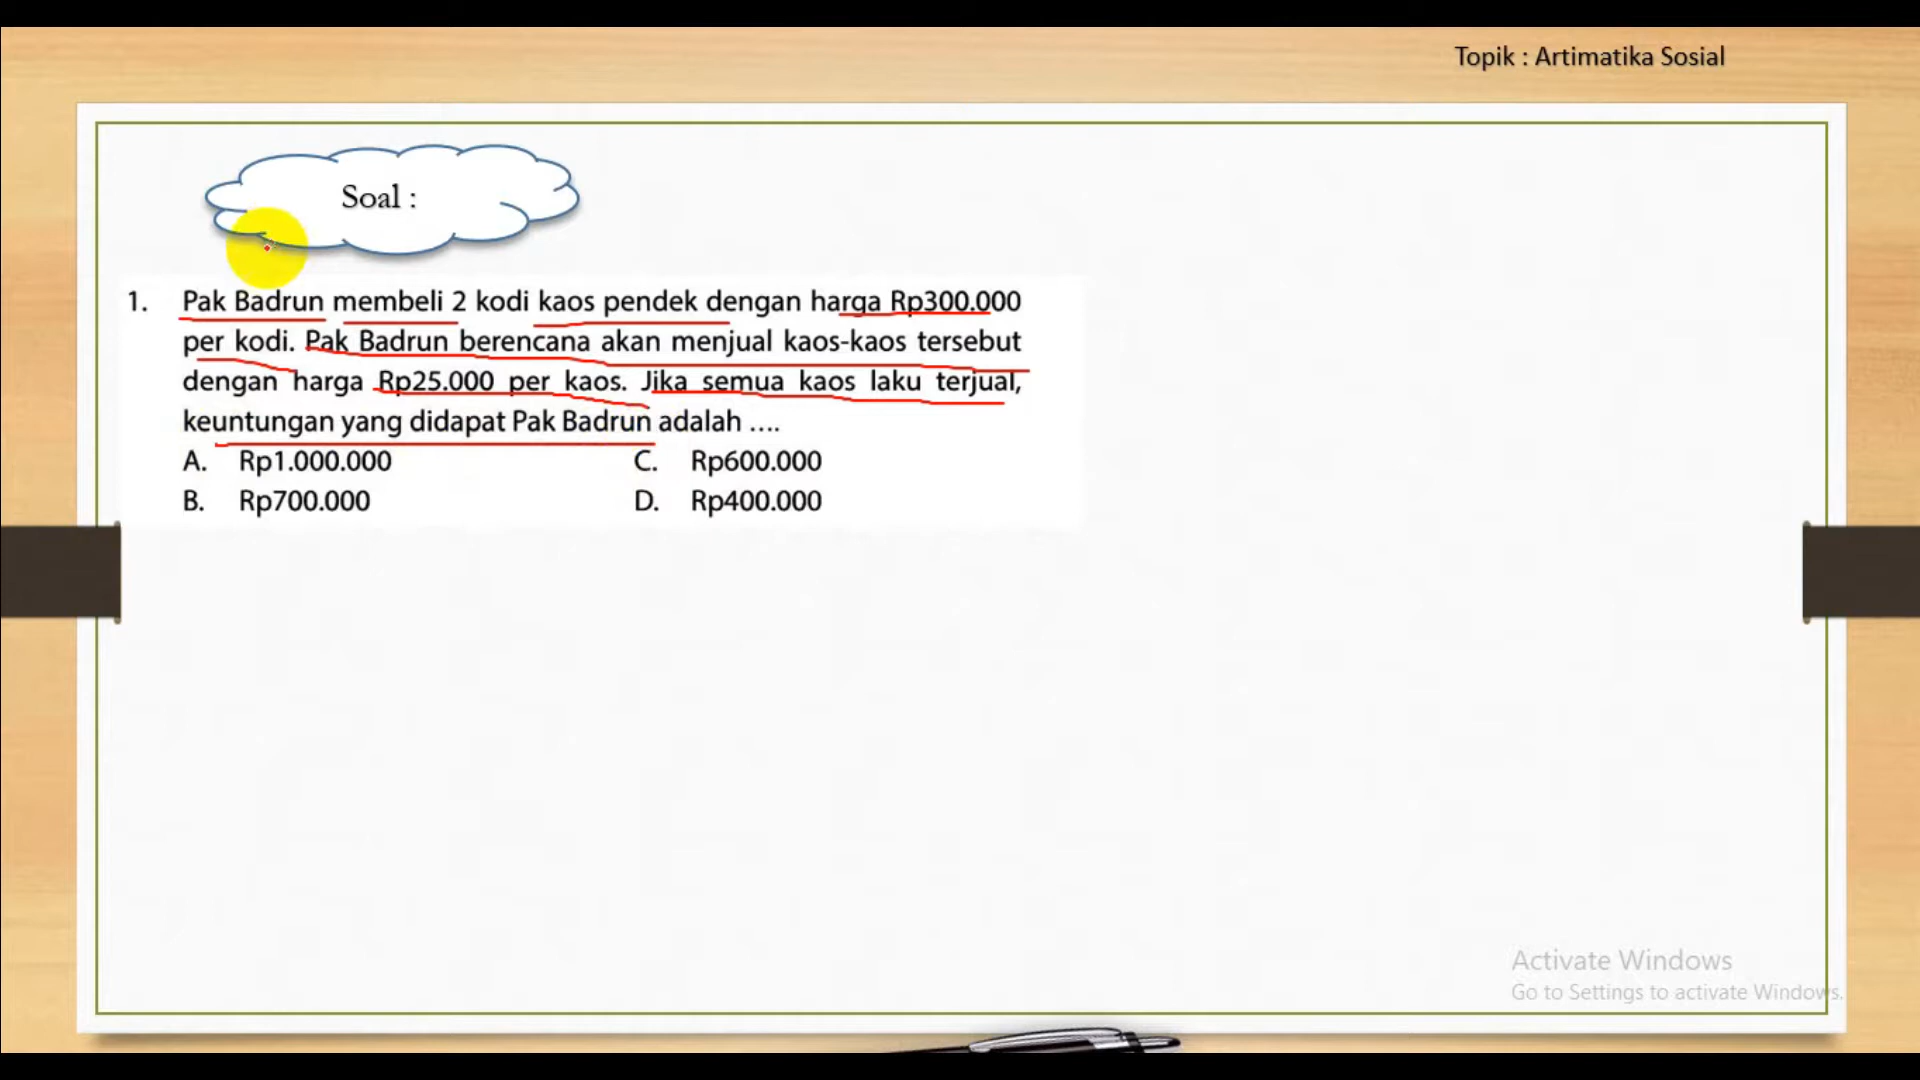 Topik : Artimatika Sosial
Soal :
1. Pak Badrun membeli 2 kodi kaos pendek dengan harga Rp300.000
per kodi. Pak Badrun berencana akan menjual kaos-kaos tersebut
dengan harga Rp25.000 per kaos. Jika semua kaos laku terjual,
keuntungan yang didapat Pak Badrun adalah ....
A. Rp1.000.000 C. Rp600.000
B. Rp700.000 D. Rp400.000
Activate Windows
Go to Settings to activate Windows.